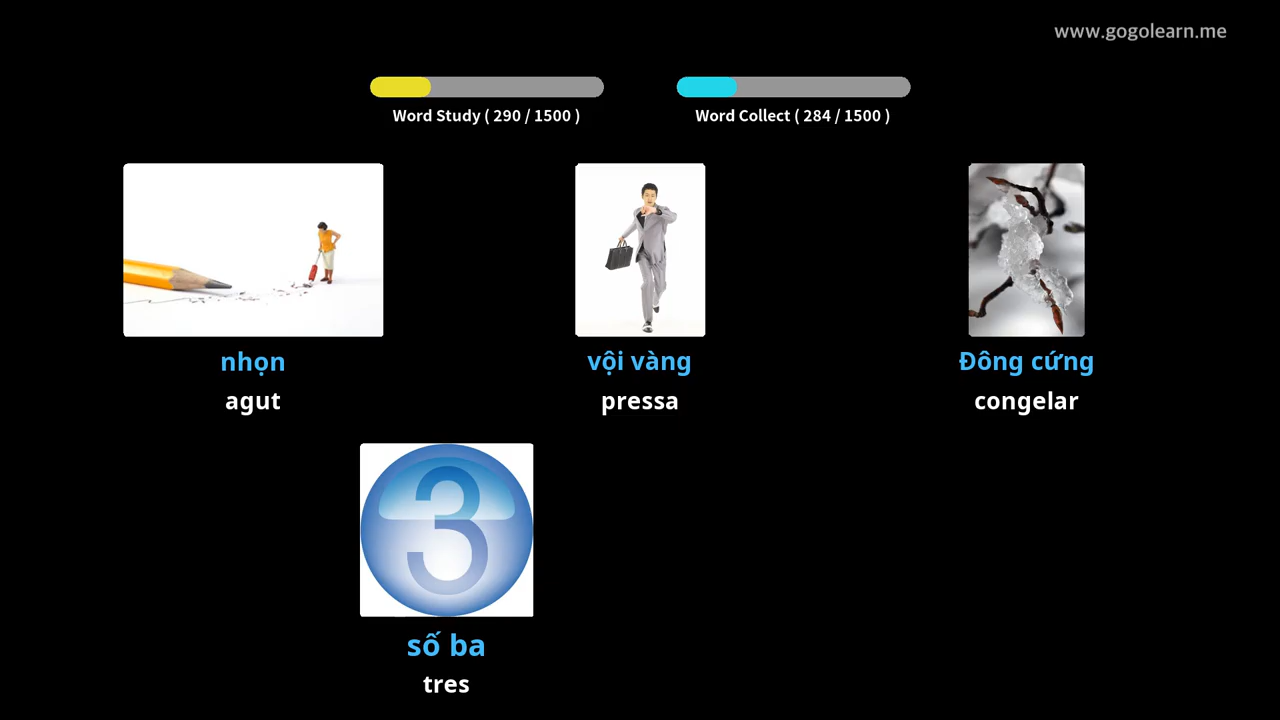 www.gogolearn.me
Word Study ( 290 / 1500 )
Word Collect ( 284 / 1500 )
nhọn
agut
vội vàng
pressa
Đông cứng
congelar
3
số ba
tres